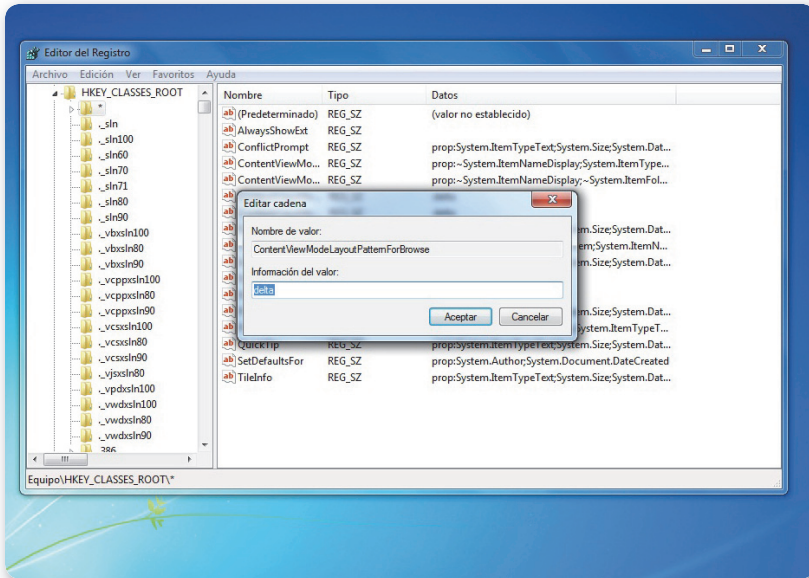 Editor del Registro
Archivo Edición Ver Favoritos Ayuda
HKEY_CLASSES_ROOT
*
._sln
._sln100
._sln60
._sln70
._sln71
._sln80
._sln90
._vbxsln100
._vbxsln80
._vbxsln90
._vcppxsln100
._vcppxsln80
._vcppxsln90
._vcsxsln100
._vcsxsln80
._vcsxsln90
._vjsxsln80
._vpdxsln100
._vwdxsln100
._vwdxsln80
._vwdxsln90
.386
Nombre Tipo Datos
(Predeterminado) REG_SZ (valor no establecido)
AlwaysShowExt REG_SZ
ConflictPrompt REG_SZ prop:System.ItemTypeText;System.Size;System.Dat...
ContentViewMo... REG_SZ prop:~System.ItemNameDisplay;System.ItemType...
ContentViewMo... REG_SZ prop:~System.ItemNameDisplay;~System.ItemFol...
em.Size;System.Dat...
em;System.ItemN...
em.Size;System.Dat...
em.Size;System.Dat...
System.ItemTypeT...
QuickTip REG_SZ prop:System.ItemTypeText;System.Size;System.Dat...
SetDefaultsFor REG_SZ prop:System.Author;System.Document.DateCreated
TileInfo REG_SZ prop:System.ItemTypeText;System.Size;System.Dat...
Editar cadena
Nombre de valor:
ContentViewModeLayoutPatternForBrowse
Información del valor:
delta
Aceptar Cancelar
Equipo\HKEY_CLASSES_ROOT\*